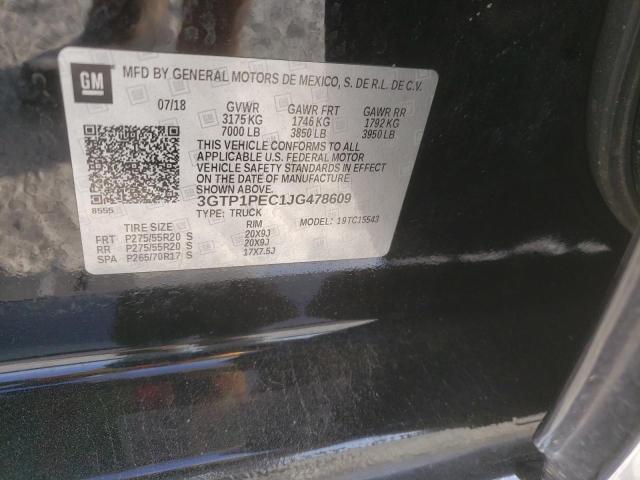 GM
MFD BY GENERAL MOTORS DE MEXICO, S. DE R.L. DE C.V.
07/18 GVWR GAWR FRT GAWR RR
3175 KG 1746 KG 1792 KG
7000 LB 3850 LB 3950 LB
THIS VEHICLE CONFORMS TO ALL
APPLICABLE U.S. FEDERAL MOTOR
VEHICLE SAFETY STANDARDS IN EFFECT
ON THE DATE OF MANUFACTURE
SHOWN ABOVE.
3GTP1PEC1JG478609
8555
TYPE: TRUCK MODEL: 19TC15543
TIRE SIZE RIM
FRT P275/55R20 S 20X9J
RR P275/55R20 S 20X9J
SPA P265/70R17 S 17X7.5J